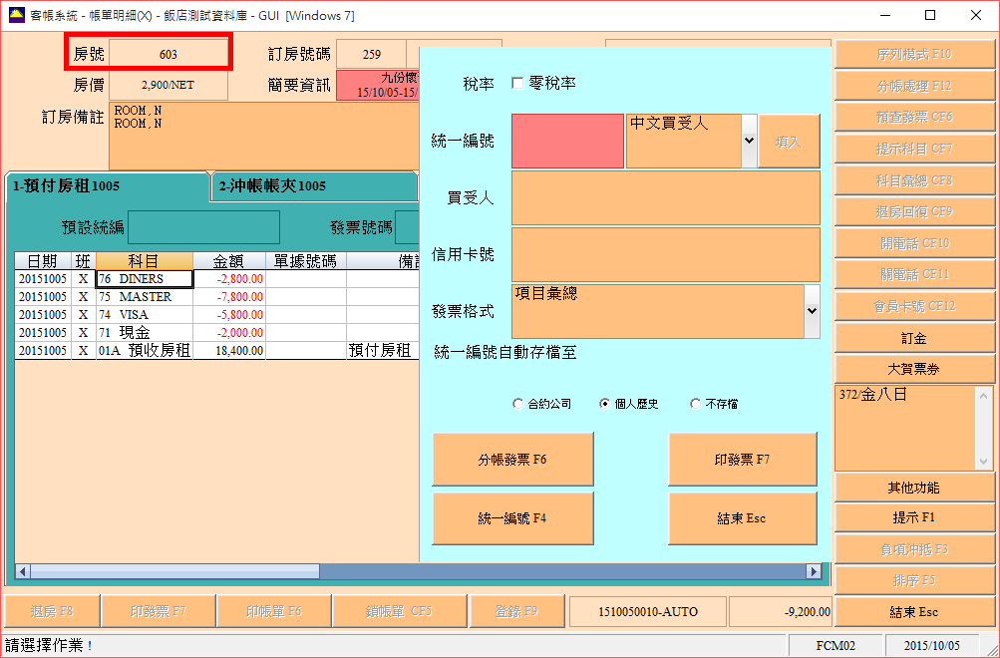 客帳系統 - 帳單明細(X) - 飯店測試資料庫 - GUI [Windows 7]
房號 603 訂房號碼 259
房價 2,900/NET 簡要資訊 九份懷
15/10/05-15/
訂房備註 ROOM,N
ROOM,N
1-預付房租1005 2-沖帳帳夾1005
預設統編 發票號碼
日期 班 科目 金額 單據號碼 備
20151005 X 76 DINERS -2,800.00
20151005 X 75 MASTER -7,800.00
20151005 X 74 VISA -5,800.00
20151005 X 71 現金 -2,000.00
20151005 X 01A 預收房租 18,400.00 預付房租
稅率 零稅率
統一編號 中文買受人 填入
買受人
信用卡號
發票格式 項目彙總
統一編號自動存檔至
合約公司 個人歷史 不存檔
分帳發票 F6 印發票 F7
統一編號 F4 結束 Esc
序列模式 F10
分帳處理 F12
預查發票 CF6
提示科目 CF7
科目彙總 CF8
退房回復 CF9
開電話 CF10
關電話 CF11
會員卡號 CF12
訂金
大賀票券
372/金八日
其他功能
提示 F1
負項沖抵 F3
排序 F5
退房 F8 印發票 F7 印帳單 F6 鎖帳單 CF5 登錄 F9 1510050010-AUTO -9,200.00 結束 Esc
請選擇作業！ FCM02 2015/10/05